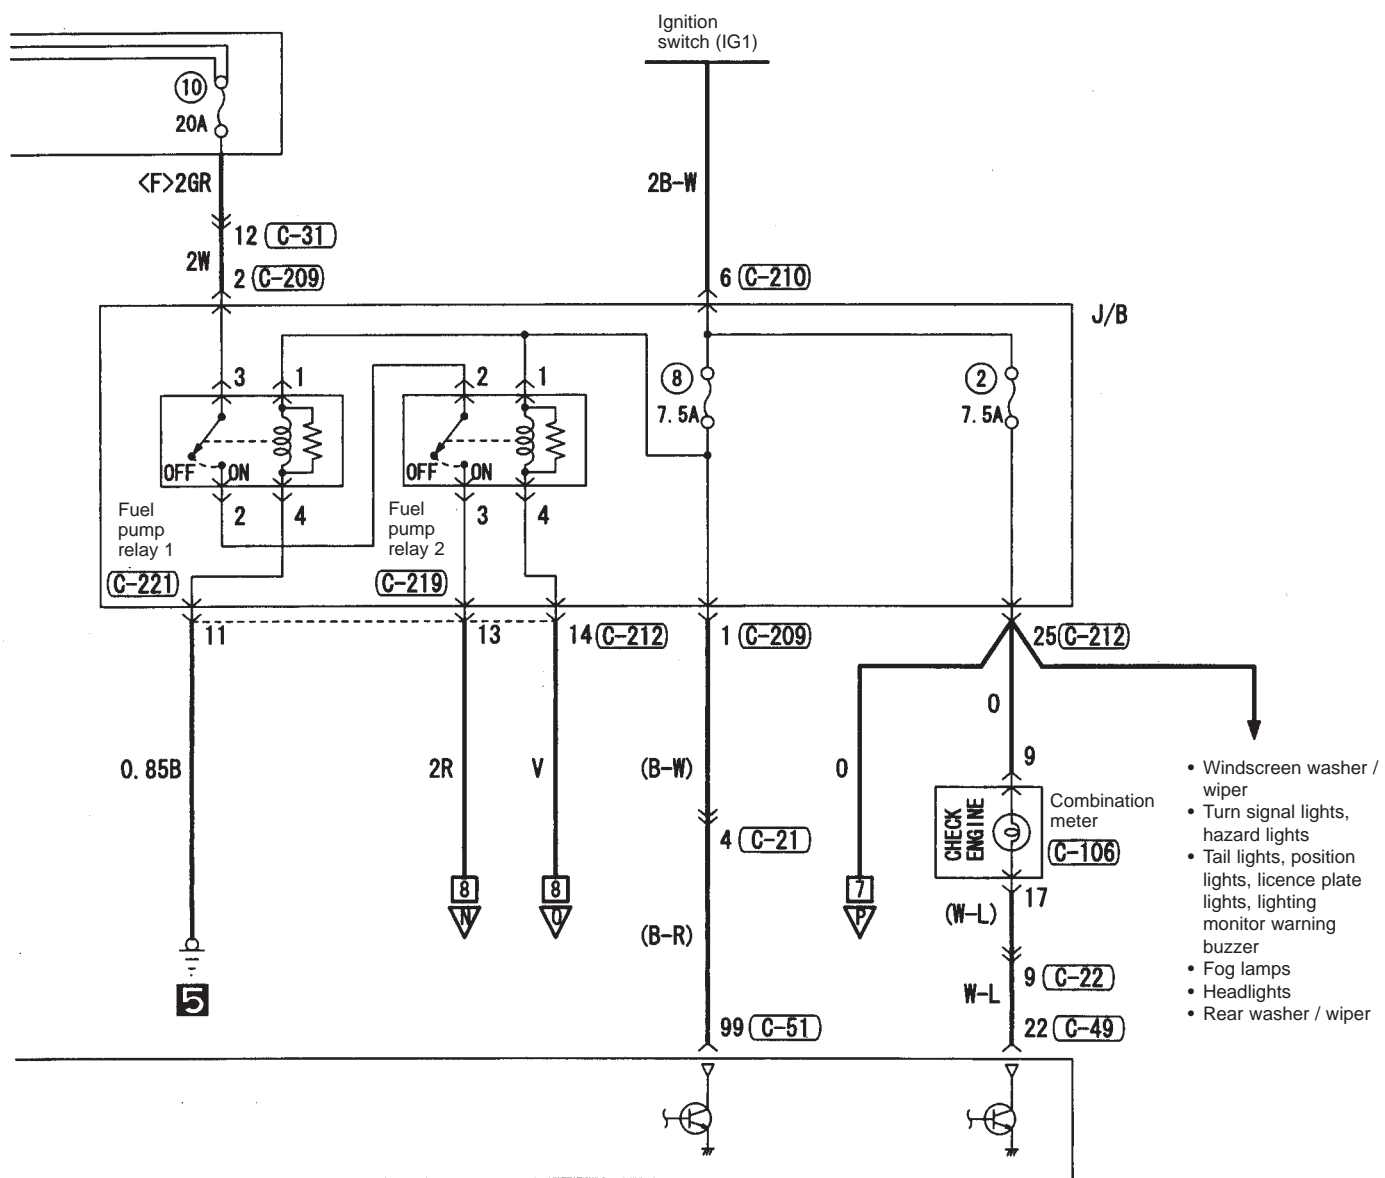 Ignition
switch (IG1)
10
20A
<F>2GR
2B-W
12 C-31
2W
2 C-209
6 C-210
J/B
3 1
2 1
8
7.5A
2
7.5A
OFF ON
OFF ON
2 4
3 4
Fuel
pump
relay 1
C-221
Fuel
pump
relay 2
C-219
11
13
14 C-212
1 C-209
25 C-212
0.85B
2R
V
(B-W)
O
O
9
CHECK
ENGINE
Combination
meter
C-106
4 C-21
17
(W-L)
8
N
8
O
7
P
(B-R)
9 C-22
W-L
5
99 C-51
22 C-49
• Windscreen washer /
wiper
• Turn signal lights,
hazard lights
• Tail lights, position
lights, licence plate
lights, lighting
monitor warning
buzzer
• Fog lamps
• Headlights
• Rear washer / wiper